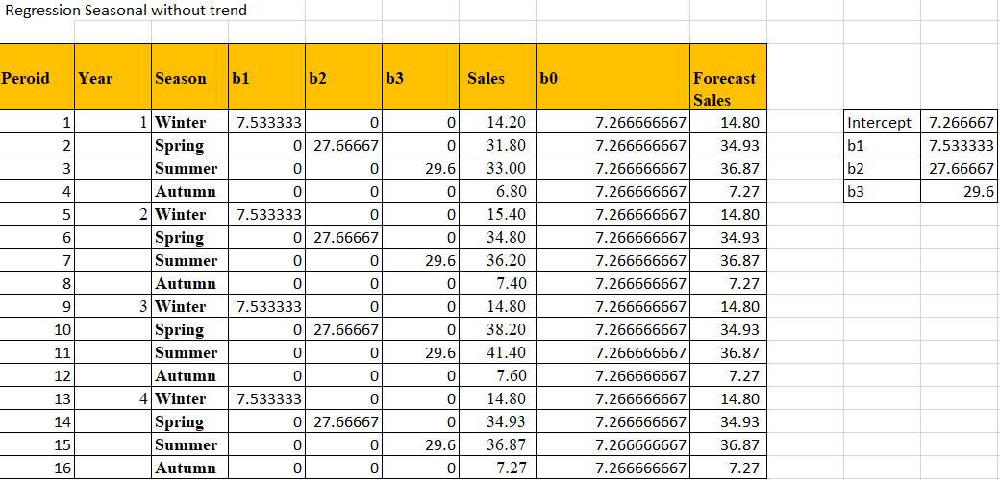 Regression Seasonal without trend
Peroid Year Season b1 b2 b3 Sales b0 Forecast Sales
1 1 Winter 7.533333 0 0 14.20 7.266666667 14.80 Intercept 7.266667
2 Spring 0 27.66667 0 31.80 7.266666667 34.93 b1 7.533333
3 Summer 0 0 29.6 33.00 7.266666667 36.87 b2 27.66667
4 Autumn 0 0 0 6.80 7.266666667 7.27 b3 29.6
5 2 Winter 7.533333 0 0 15.40 7.266666667 14.80
6 Spring 0 27.66667 0 34.80 7.266666667 34.93
7 Summer 0 0 29.6 36.20 7.266666667 36.87
8 Autumn 0 0 0 7.40 7.266666667 7.27
9 3 Winter 7.533333 0 0 14.80 7.266666667 14.80
10 Spring 0 27.66667 0 38.20 7.266666667 34.93
11 Summer 0 0 29.6 41.40 7.266666667 36.87
12 Autumn 0 0 0 7.60 7.266666667 7.27
13 4 Winter 7.533333 0 0 14.80 7.266666667 14.80
14 Spring 0 27.66667 0 34.93 7.266666667 34.93
15 Summer 0 0 29.6 36.87 7.266666667 36.87
16 Autumn 0 0 0 7.27 7.266666667 7.27